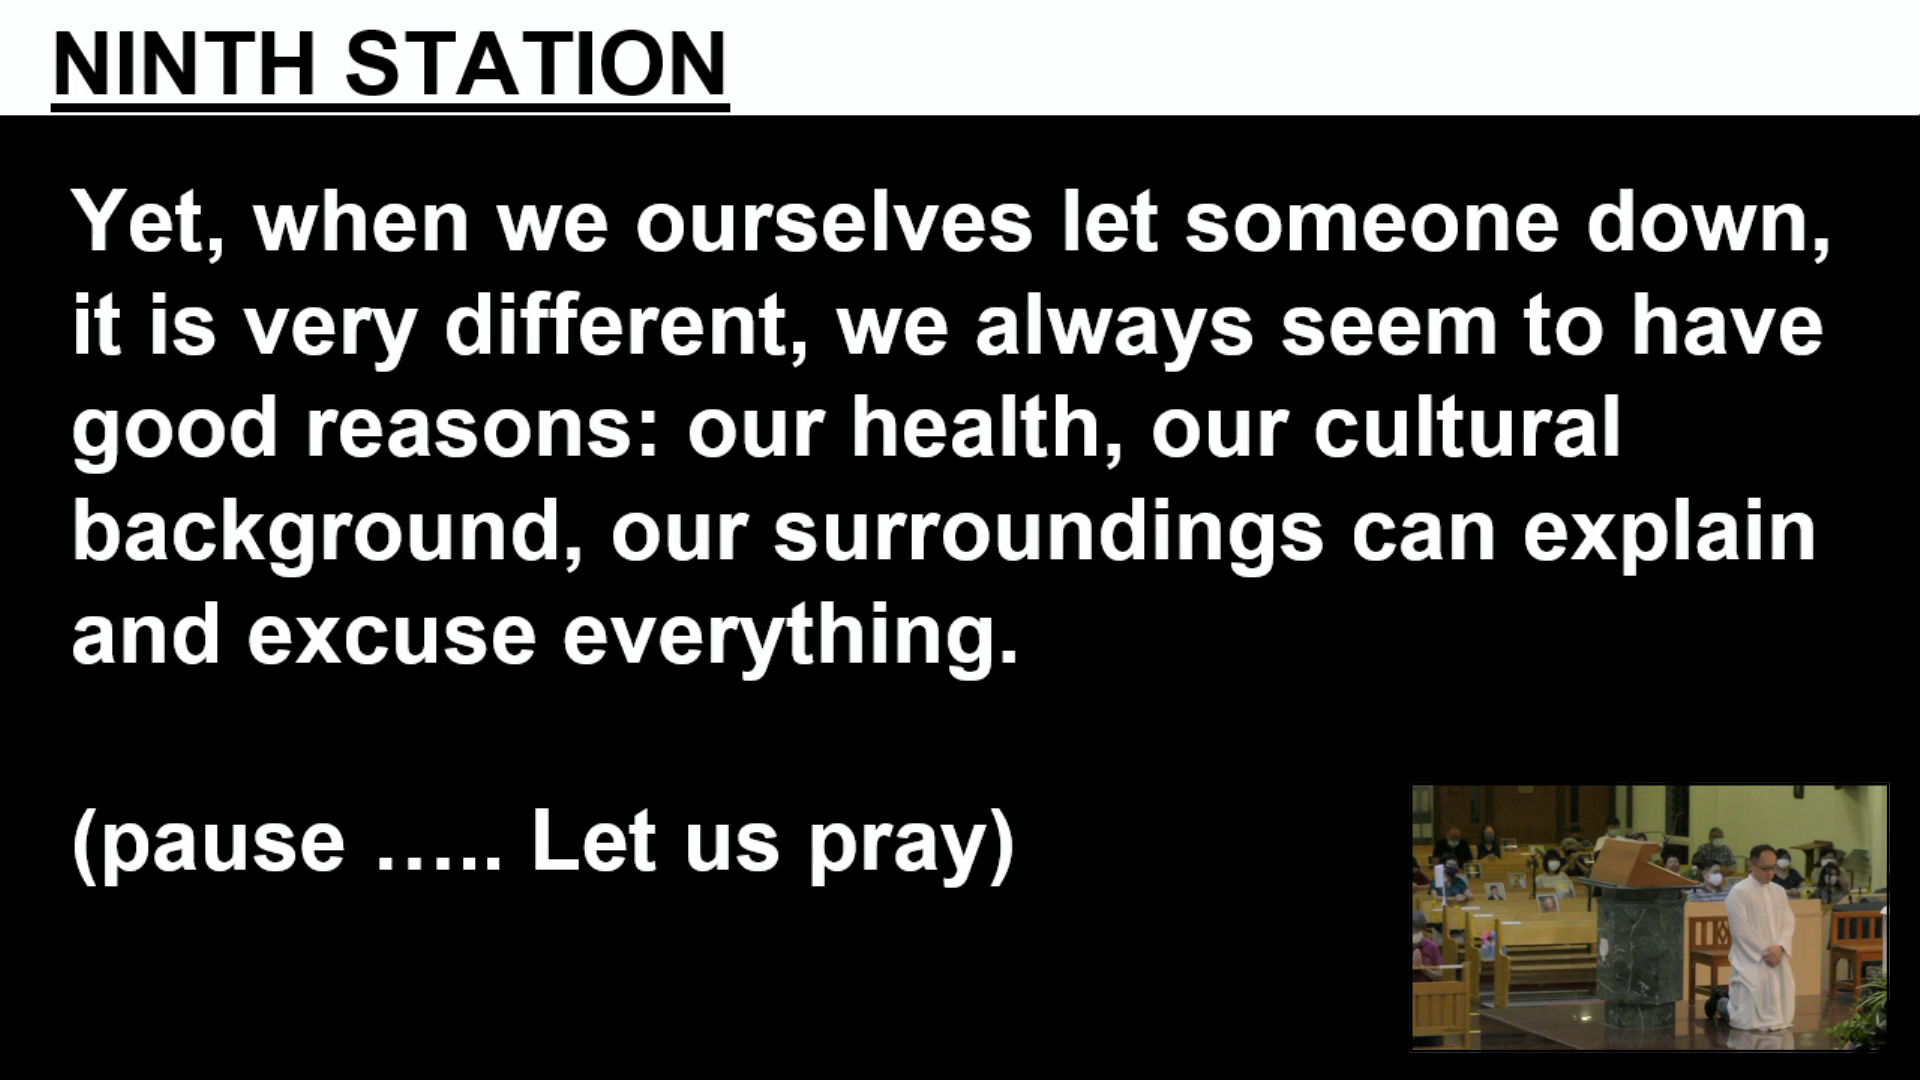 NINTH STATION
Yet, when we ourselves let someone down,
it is very different, we always seem to have
good reasons: our health, our cultural
background, our surroundings can explain
and excuse everything.
(pause ..... Let us pray)